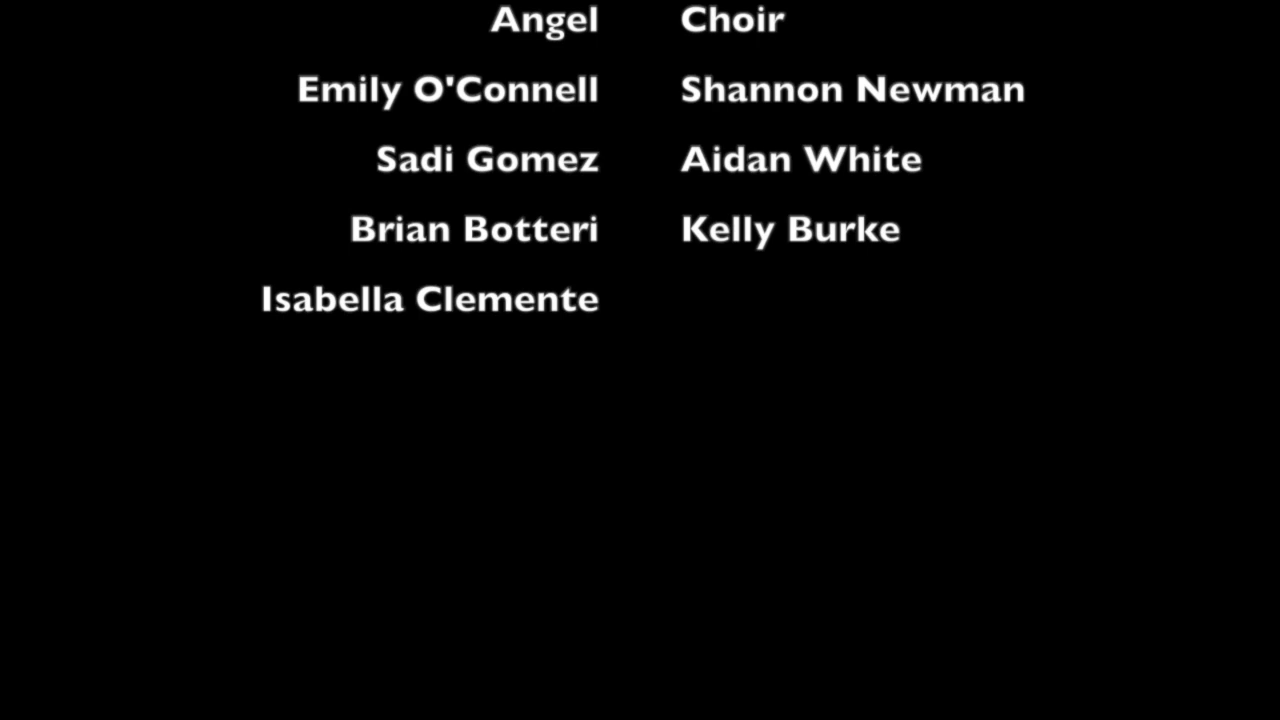 Angel Choir
Emily O'Connell Shannon Newman
Sadi Gomez Aidan White
Brian Botteri Kelly Burke
Isabella Clemente